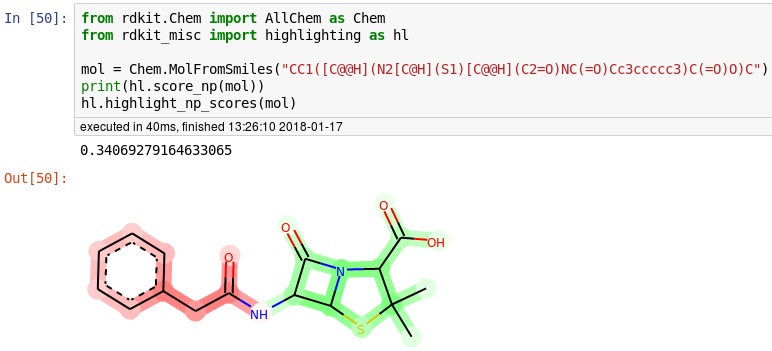 In [50]: from rdkit.Chem import AllChem as Chem
from rdkit_misc import highlighting as hl
mol = Chem.MolFromSmiles("CC1([C@@H](N2[C@H](S1)[C@@H](C2=O)NC(=O)Cc3ccccc3)C(=O)O)C")
print(hl.score_np(mol))
hl.highlight_np_scores(mol)
executed in 40ms, finished 13:26:10 2018-01-17
0.34069279164633065
Out[50]:
O
O
O
OH
N
NH
S